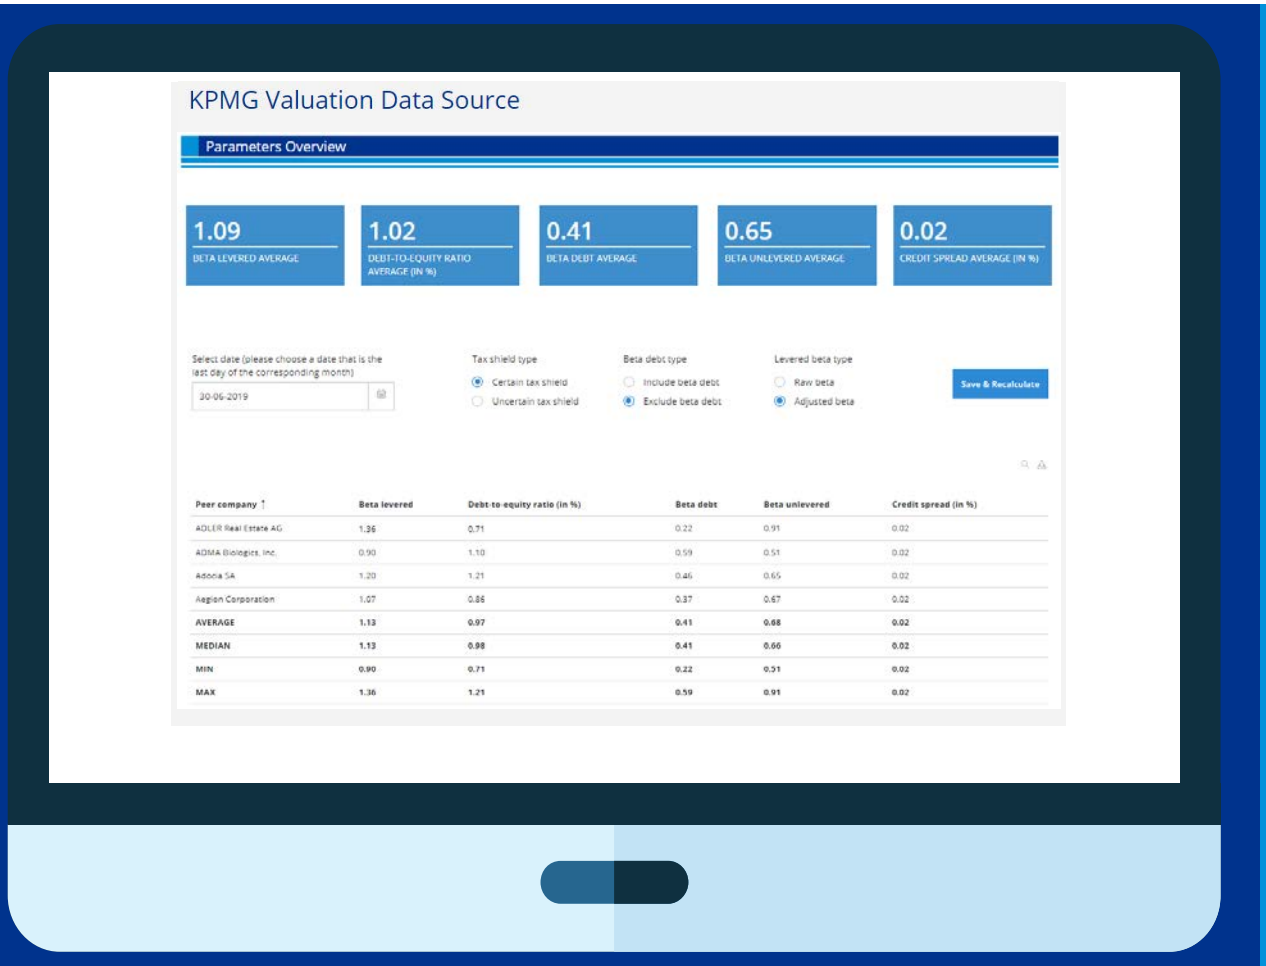 KPMG Valuation Data Source
Parameters Overview
1.09 1.02 0.41 0.65 0.02
BETA LEVERED AVERAGE DEBT-TO-EQUITY RATIO BETA DEBT AVERAGE BETA UNLEVERED AVERAGE CREDIT SPREAD AVERAGE (IN %)
AVERAGE (IN %)
Select date (please choose a date that is the Tax shield type Beta debt type Levered beta type
last day of the corresponding month)
Certain tax shield Include beta debt Raw beta Save & Recalculate
30-06-2019
Uncertain tax shield Exclude beta debt Adjusted beta
Peer company ↑ Beta levered Debt-to-equity ratio (in %) Beta debt Beta unlevered Credit spread (in %)
ADLER Real Estate AG 1.36 0.71 0.22 0.91 0.02
ADMA Biologics, Inc. 0.90 1.10 0.59 0.51 0.02
Adocia SA 1.20 1.21 0.46 0.65 0.02
Aegion Corporation 1.07 0.86 0.37 0.67 0.02
AVERAGE 1.13 0.97 0.41 0.68 0.02
MEDIAN 1.13 0.98 0.41 0.66 0.02
MIN 0.90 0.71 0.22 0.51 0.02
MAX 1.36 1.21 0.59 0.91 0.02